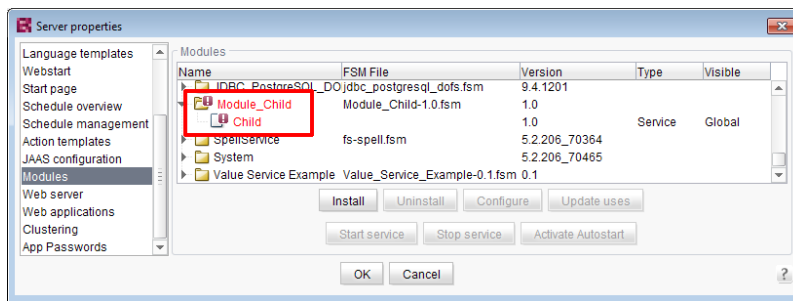 Server properties
Language templates
Webstart
Start page
Schedule overview
Schedule management
Action templates
JAAS configuration
Modules
Web server
Web applications
Clustering
App Passwords
Modules
Name FSM File Version Type Visible
JDBC_PostgreSQL_DO jdbc_postgresql_dofs.fsm 9.4.1201
Module_Child Module_Child-1.0.fsm 1.0
Child 1.0 Service Global
SpellService fs-spell.fsm 5.2.206_70364
System 5.2.206_70465
Value Service Example Value_Service_Example-0.1.fsm 0.1
Install Uninstall Configure Update uses
Start service Stop service Activate Autostart
OK Cancel ?